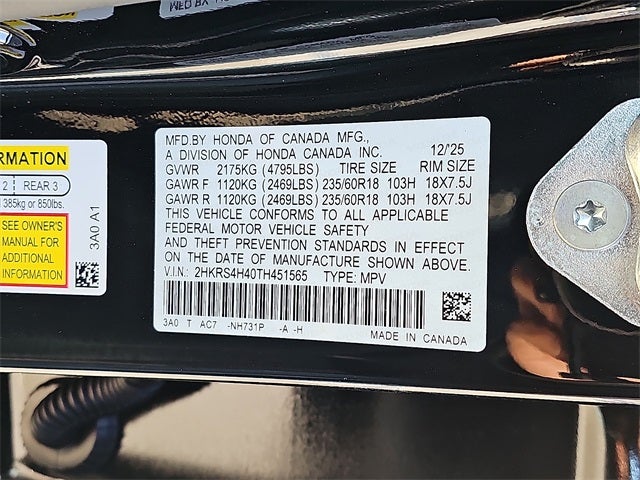 MFD.BY HONDA OF CANADA MFG.,
A DIVISION OF HONDA CANADA INC. 12/25
GVWR 2175KG (4795LBS) TIRE SIZE RIM SIZE
GAWR F 1120KG (2469LBS) 235/60R18 103H 18X7.5J
GAWR R 1120KG (2469LBS) 235/60R18 103H 18X7.5J
THIS VEHICLE CONFORMS TO ALL APPLICABLE
FEDERAL MOTOR VEHICLE SAFETY
AND THEFT PREVENTION STANDARDS IN EFFECT
ON THE DATE OF MANUFACTURE SHOWN ABOVE.
V.I.N.: 2HKRS4H40TH451565 TYPE: MPV
3A0 T AC7 -NH731P -A -H
MADE IN CANADA
RMATION
2 REAR 3
385kg or 850lbs.
SEE OWNER'S
MANUAL FOR
ADDITIONAL
INFORMATION
3A0 A1